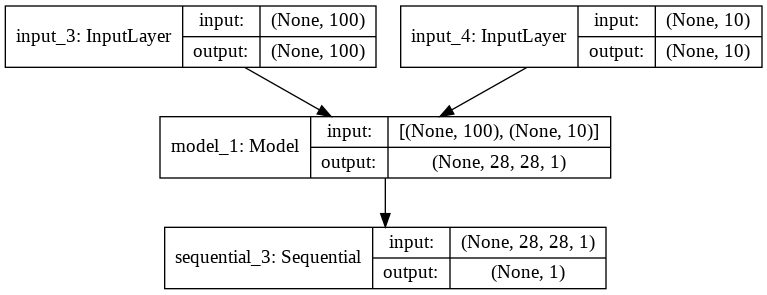 input_3: InputLayer
input: (None, 100)
output: (None, 100)
input_4: InputLayer
input: (None, 10)
output: (None, 10)
model_1: Model
input: [(None, 100), (None, 10)]
output: (None, 28, 28, 1)
sequential_3: Sequential
input: (None, 28, 28, 1)
output: (None, 1)